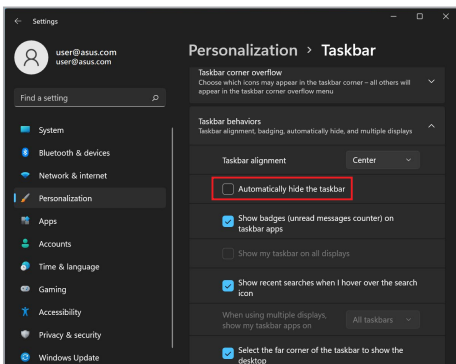 Settings
user@asus.com
user@asus.com
Find a setting
System
Bluetooth & devices
Network & internet
Personalization
Apps
Accounts
Time & language
Gaming
Accessibility
Privacy & security
Windows Update
Personalization > Taskbar
Taskbar corner overflow
Choose which icons may appear in the taskbar corner – all others will
appear in the taskbar corner overflow menu
Taskbar behaviors
Taskbar alignment, badging, automatically hide, and multiple displays
Taskbar alignment
Center
Automatically hide the taskbar
Show badges (unread messages counter) on
taskbar apps
Show my taskbar on all displays
Show recent searches when I hover over the search
icon
When using multiple displays,
show my taskbar apps on
All taskbars
Select the far corner of the taskbar to show the
desktop